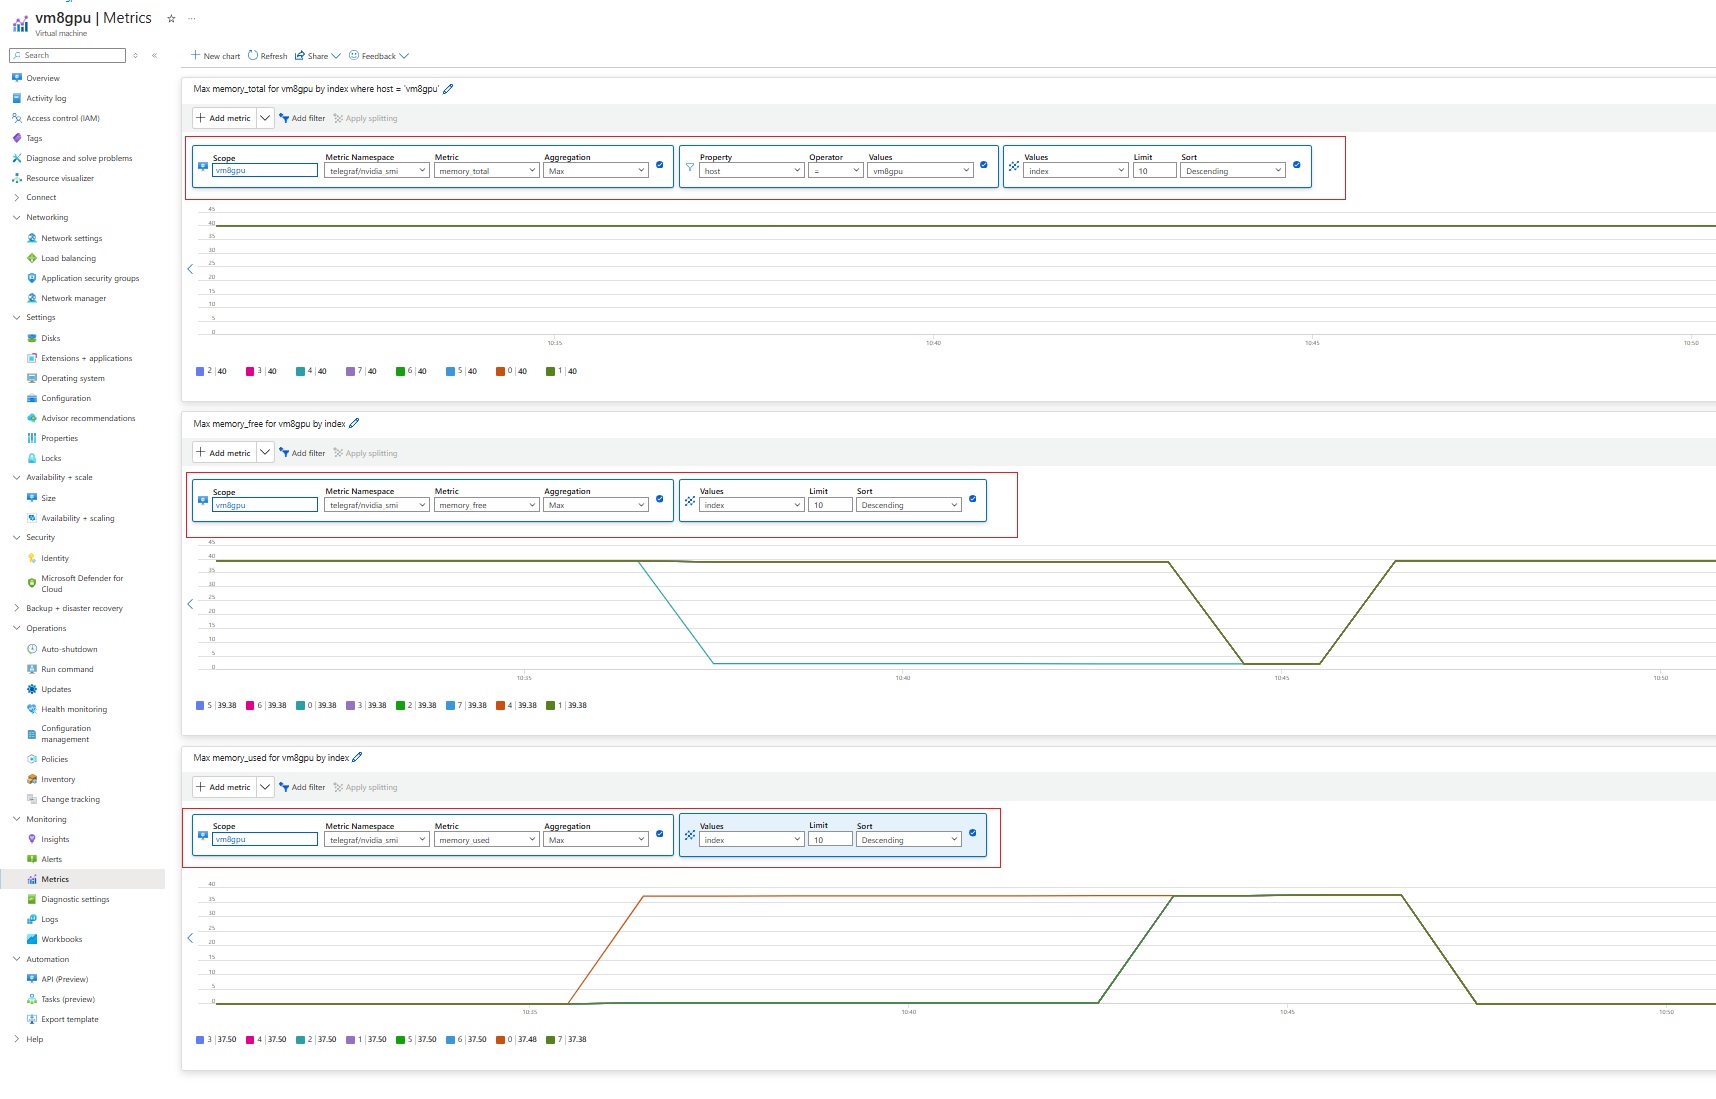 vm8gpu | Metrics ☆ ...
Virtual machine
Search
Overview
Activity log
Access control (IAM)
Tags
Diagnose and solve problems
Resource visualizer
Connect
Networking
Network settings
Load balancing
Application security groups
Network manager
Settings
Disks
Extensions + applications
Operating system
Configuration
Advisor recommendations
Properties
Locks
Availability + scale
Size
Availability + scaling
Security
Identity
Microsoft Defender for
Cloud
Backup + disaster recovery
Operations
Auto-shutdown
Run command
Updates
Health monitoring
Configuration
management
Policies
Inventory
Change tracking
Monitoring
Insights
Alerts
Metrics
Diagnostic settings
Logs
Workbooks
Automation
API (Preview)
Tasks (preview)
Export template
Help
New chart Refresh Share Feedback
Max memory_total for vm8gpu by index where host = 'vm8gpu'
Add metric Add filter Apply splitting
Scope Metric Namespace Metric Aggregation Property Operator Values Values Limit Sort
vm8gpu telegraf/nvidia_smi memory_total Max host = vm8gpu index 10 Descending
45
40
35
30
25
20
15
10
5
0
10:35 10:40 10:45 10:50
2 | 40 3 | 40 4 | 40 7 | 40 6 | 40 5 | 40 0 | 40 1 | 40
Max memory_free for vm8gpu by index
Add metric Add filter Apply splitting
Scope Metric Namespace Metric Aggregation Values Limit Sort
vm8gpu telegraf/nvidia_smi memory_free Max index 10 Descending
45
40
35
30
25
20
15
10
5
0
10:35 10:40 10:45 10:50
5 | 39.38 6 | 39.38 0 | 39.38 3 | 39.38 2 | 39.38 7 | 39.38 4 | 39.38 1 | 39.38
Max memory_used for vm8gpu by index
Add metric Add filter Apply splitting
Scope Metric Namespace Metric Aggregation Values Limit Sort
vm8gpu telegraf/nvidia_smi memory_used Max index 10 Descending
40
35
30
25
20
15
10
5
0
10:35 10:40 10:45 10:50
3 | 37.50 4 | 37.50 2 | 37.50 1 | 37.50 5 | 37.50 6 | 37.50 0 | 37.48 7 | 37.38